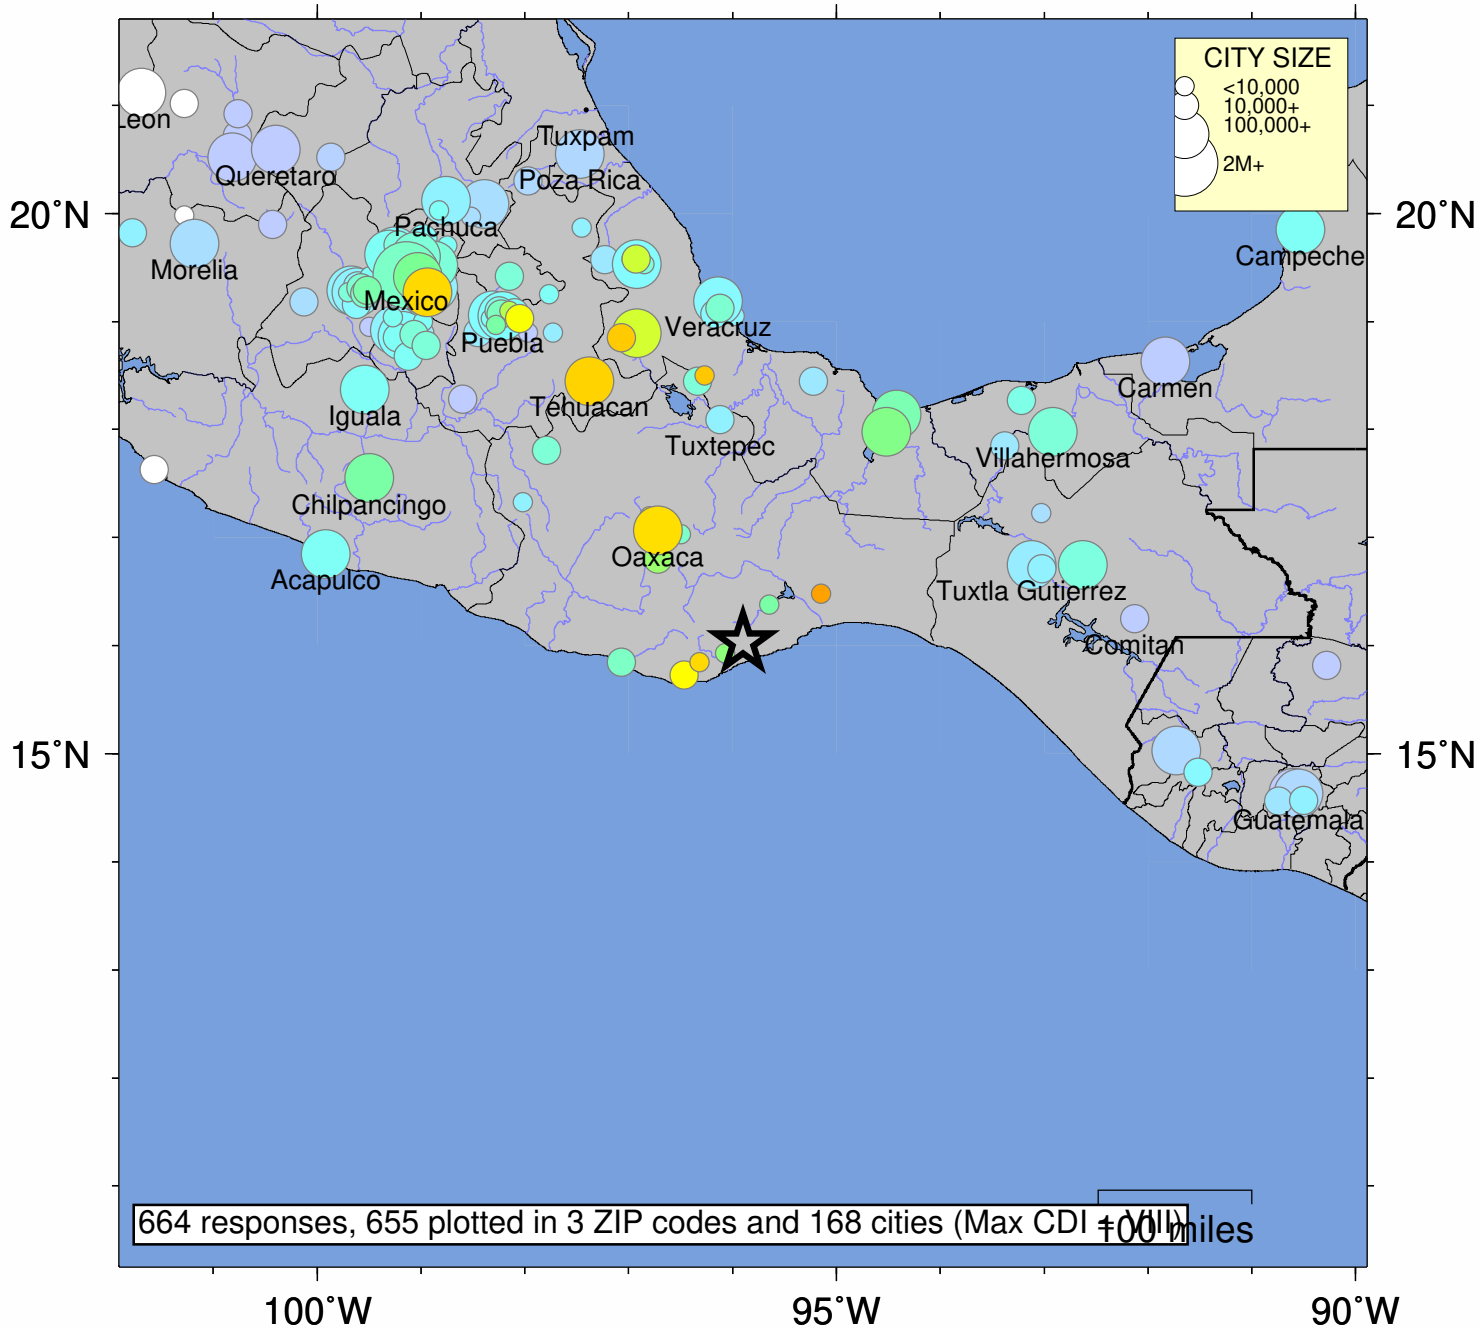 CITY SIZE
<10,000
10,000+
100,000+
2M+
Leon
Tuxpam
Queretaro
Poza Rica
20˚N
20˚N
Pachuca
Morelia
Campeche
Mexico
Veracruz
Puebla
Carmen
Tehuacan
Iguala
Tuxtepec
Villahermosa
Chilpancingo
Oaxaca
Acapulco
Tuxtla Gutierrez
Comitan
15˚N
15˚N
Guatemala
664 responses, 655 plotted in 3 ZIP codes and 168 cities (Max CDI = VIII)
100 miles
100˚W
95˚W
90˚W